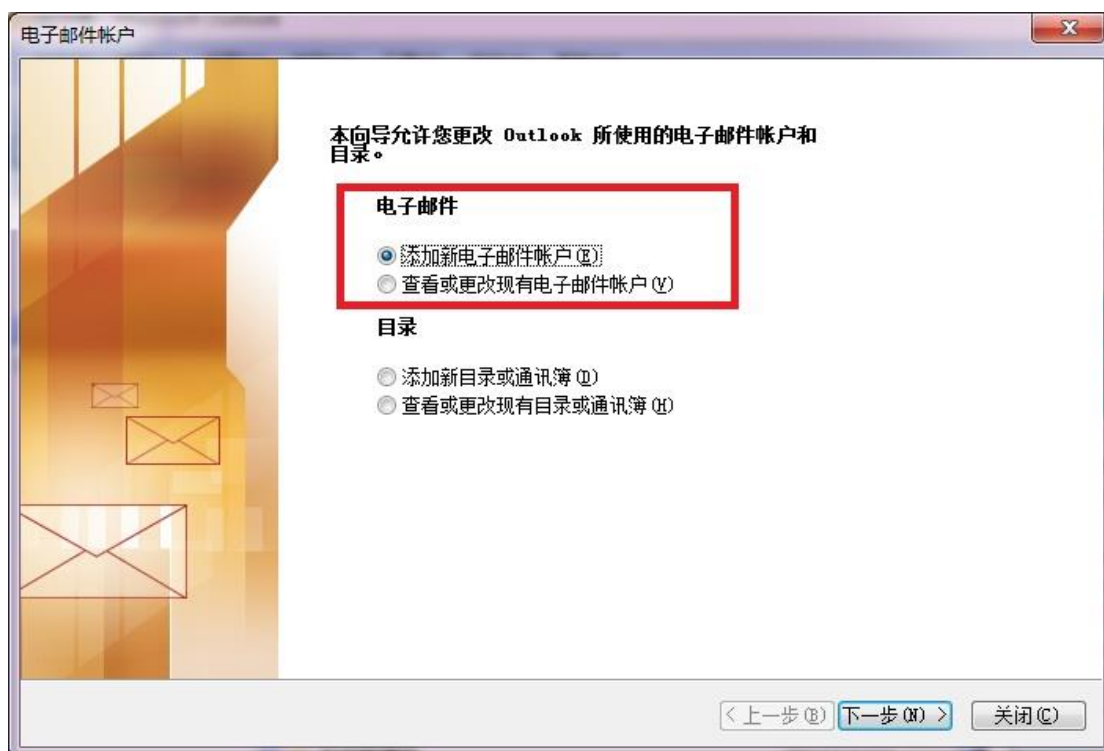 电子邮件帐户
本向导允许您更改 Outlook 所使用的电子邮件帐户和
目录。
电子邮件
添加新电子邮件帐户(E)
查看或更改现有电子邮件帐户(V)
目录
添加新目录或通讯簿(D)
查看或更改现有目录或通讯簿(H)
<上一步(B) 下一步(N)> 关闭(C)